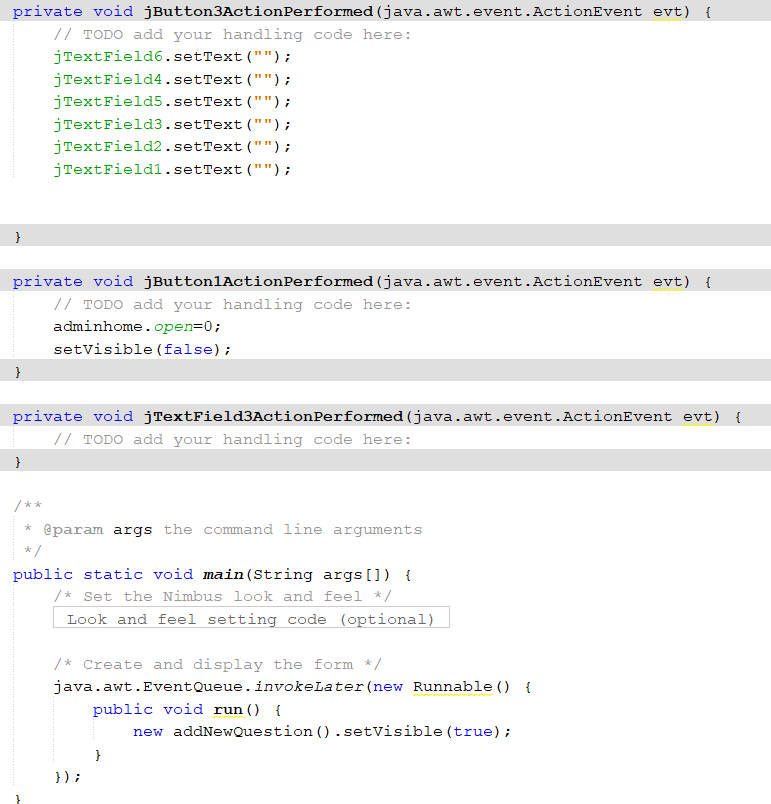 private void jButton3ActionPerformed(java.awt.event.ActionEvent evt) {
    // TODO add your handling code here:
    jTextField6.setText("");
    jTextField4.setText("");
    jTextField5.setText("");
    jTextField3.setText("");
    jTextField2.setText("");
    jTextField1.setText("");
}
private void jButton1ActionPerformed(java.awt.event.ActionEvent evt) {
    // TODO add your handling code here:
    adminhome.open=0;
    setVisible(false);
}
private void jTextField3ActionPerformed(java.awt.event.ActionEvent evt) {
    // TODO add your handling code here:
}
/**
 * @param args the command line arguments
 */
public static void main(String args[]) {
    /* Set the Nimbus look and feel */
    Look and feel setting code (optional)
    /* Create and display the form */
    java.awt.EventQueue.invokeLater(new Runnable() {
        public void run() {
            new addNewQuestion().setVisible(true);
        }
    });
}